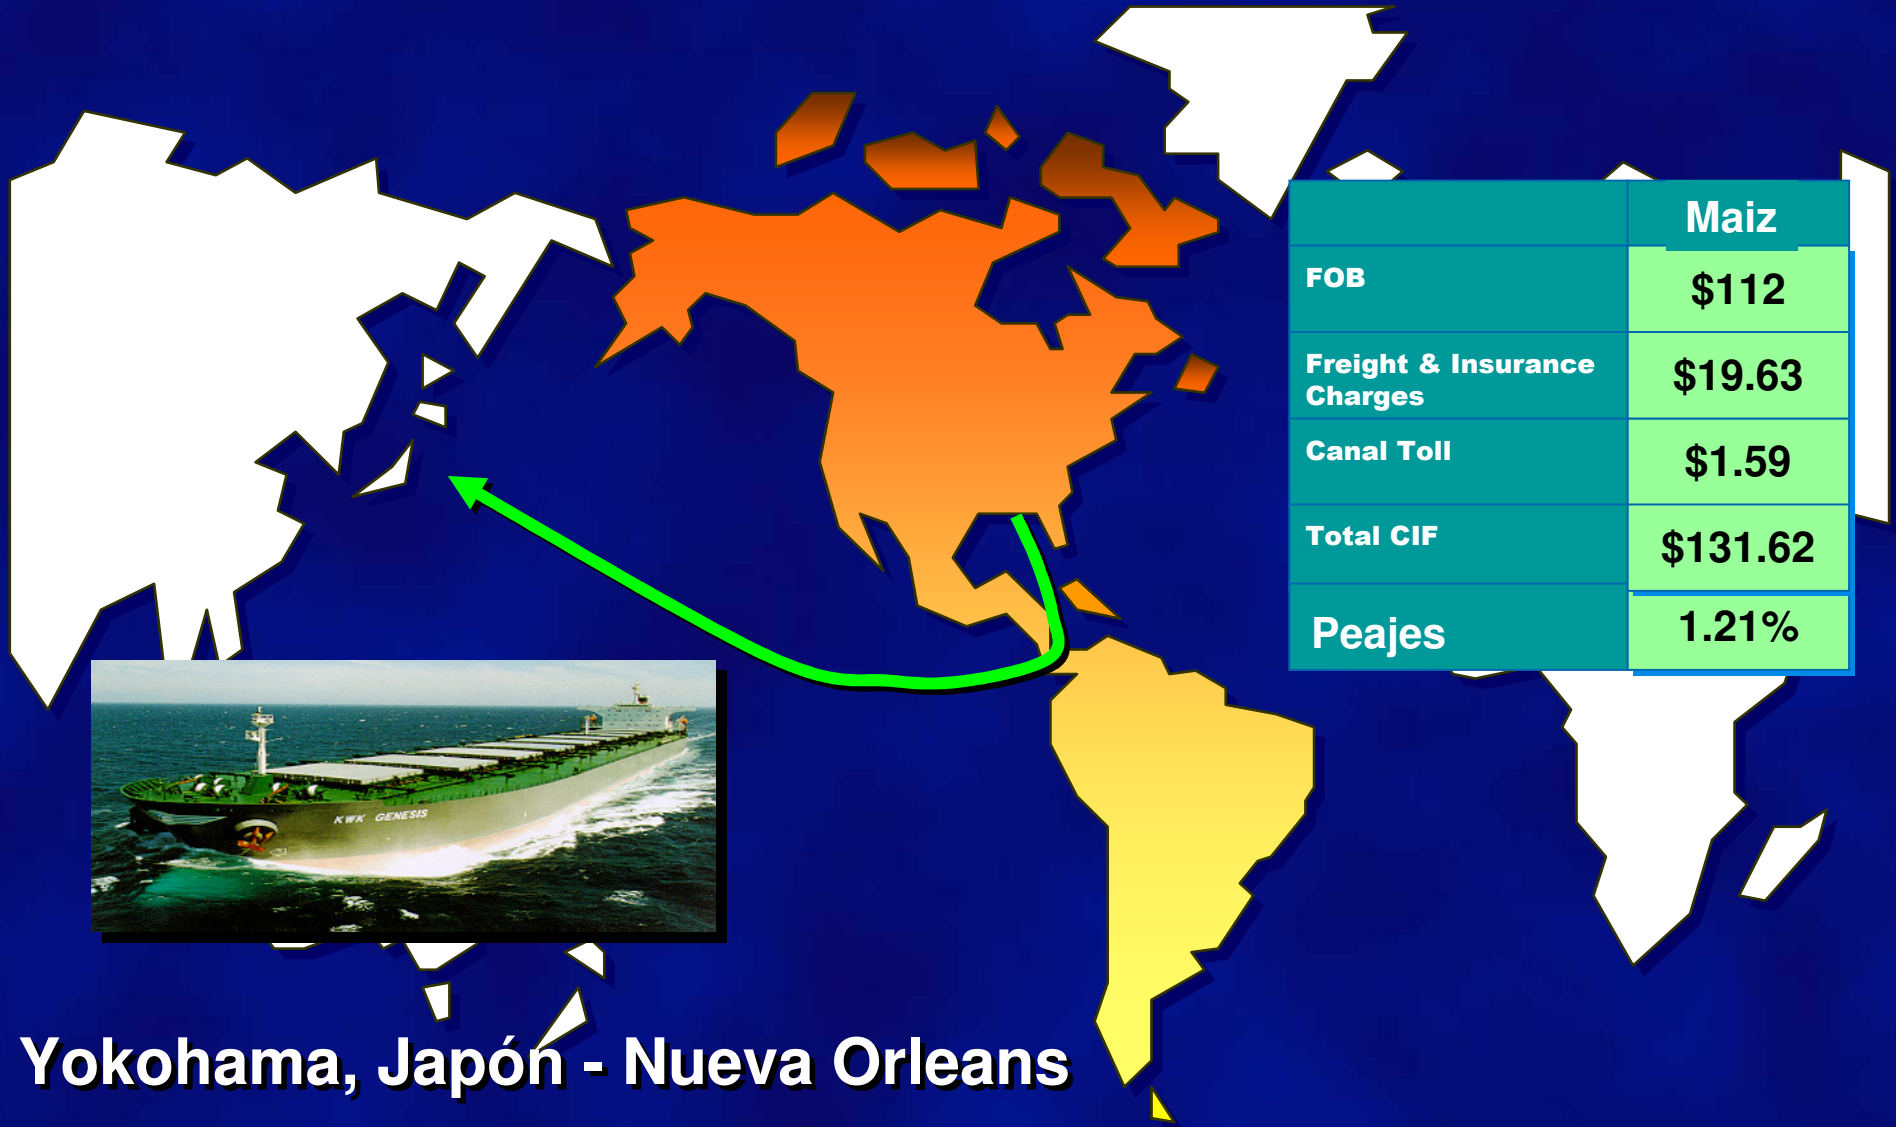 Maiz
FOB
$112
Freight & Insurance
Charges
$19.63
Canal Toll
$1.59
Total CIF
$131.62
Peajes
1.21%
KWK GENESIS
Yokohama, Japón - Nueva Orleans